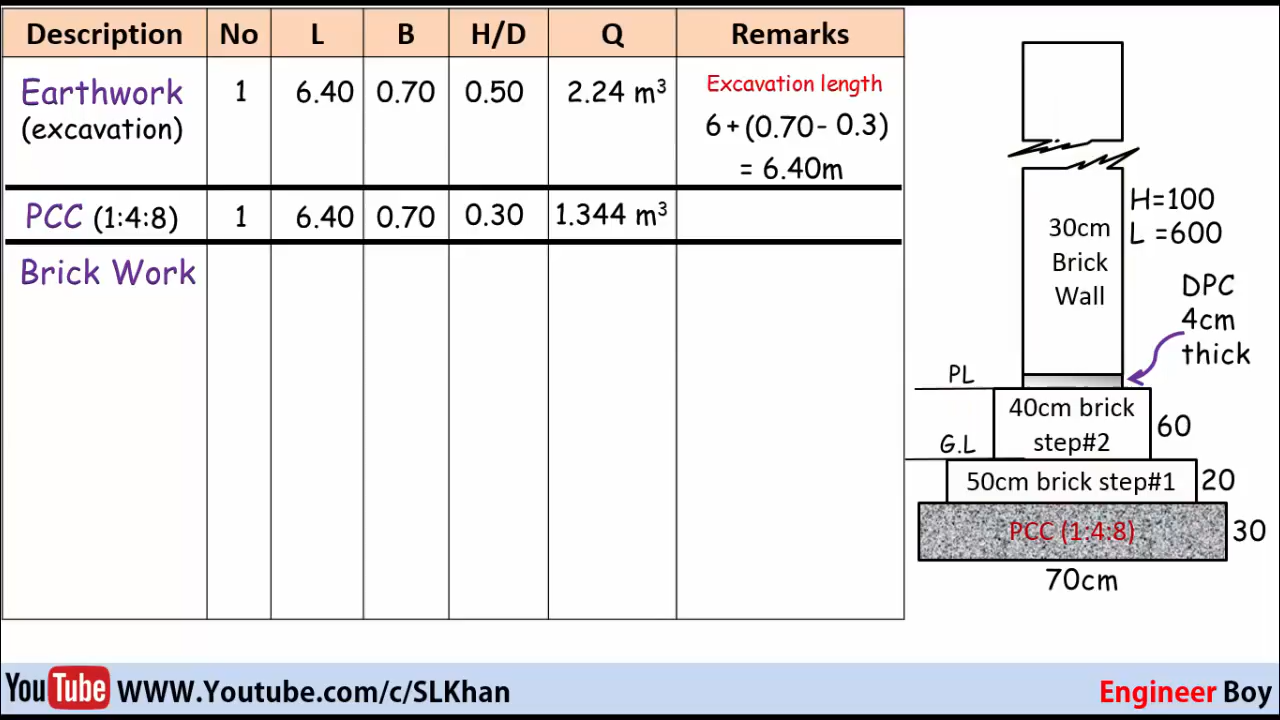 Description No L B H/D Q Remarks
Earthwork 1 6.40 0.70 0.50 2.24 m³ Excavation length
(excavation) 6+(0.70-0.3)
= 6.40m
PCC (1:4:8) 1 6.40 0.70 0.30 1.344 m³
Brick Work
H=100
L =600
30cm
Brick
Wall
DPC
4cm
thick
PL
40cm brick
step#2
60
G.L
50cm brick step#1
20
PCC (1:4:8)
30
70cm
YouTube WWW.Youtube.com/c/SLKhan
Engineer Boy